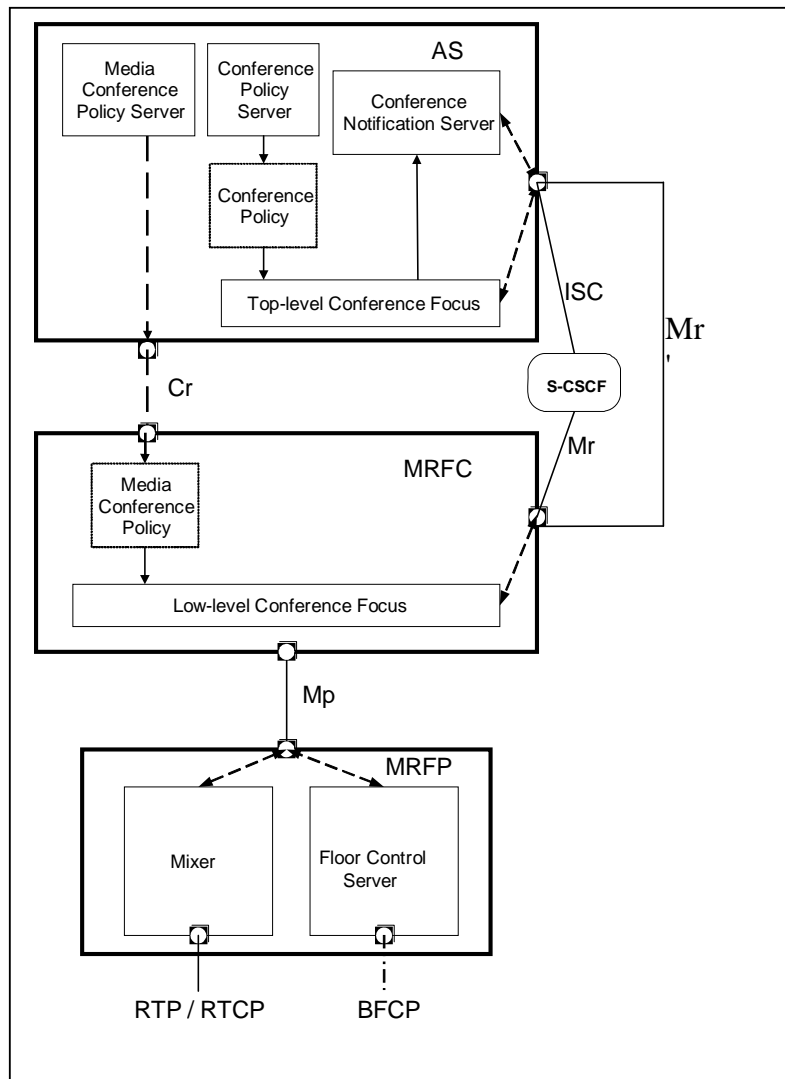 AS
Media
Conference
Policy Server
Conference
Policy
Server
Conference
Notification Server
Conference
Policy
Top-level Conference Focus
ISC
Mr
'
S-CSCF
Cr
Mr
MRFC
Media
Conference
Policy
Low-level Conference Focus
Mp
MRFP
Mixer
Floor Control
Server
RTP / RTCP
BFCP